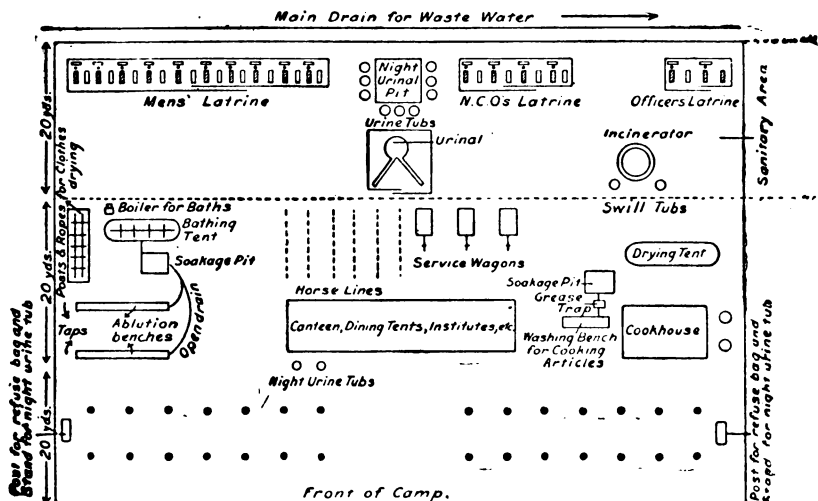 Main Drain for Waste Water
Night
Urinal
Pit
Mens' Latrine
N.C.O's Latrine
Officers Latrine
Urine Tubs
Urinal
Incinerator
Sanitary Area
20 yds.
Swill Tubs
Posts & Ropes for Clothes
drying
Boiler for Baths
Bathing
Tent
Soakage Pit
Service Wagons
Drying Tent
Horse Lines
Soakage Pit
Grease
Trap
20 yds.
Taps
Ablution
benches
Open drain
Canteen, Dining Tents, Institutes, etc.
Washing Bench
for Cooking
Articles
Cookhouse
Night Urine Tubs
20 yds.
Post for refuse bag and
Stand for night urine tub
Post for refuse bag and
stand for night urine tub
Front of Camp.